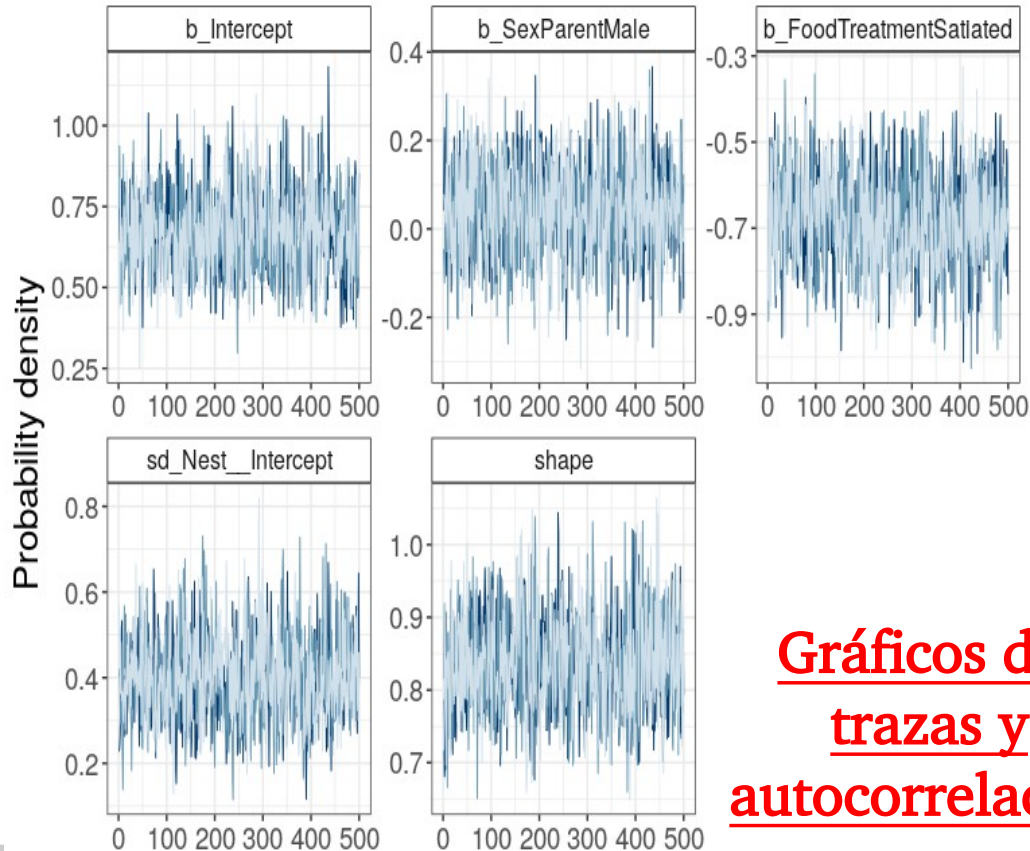 b_Intercept
b_SexParentMale
b_FoodTreatmentSatiated
1.00
0.75
0.50
0.25
0.4
0.2
0.0
-0.2
-0.3
-0.5
-0.7
-0.9
0 100 200 300 400 500
0 100 200 300 400 500
0 100 200 300 400 500
Probability density
sd_Nest__Intercept
shape
0.8
0.6
0.4
0.2
1.0
0.9
0.8
0.7
0 100 200 300 400 500
0 100 200 300 400 500
Gráficos d
trazas y
autocorrelac